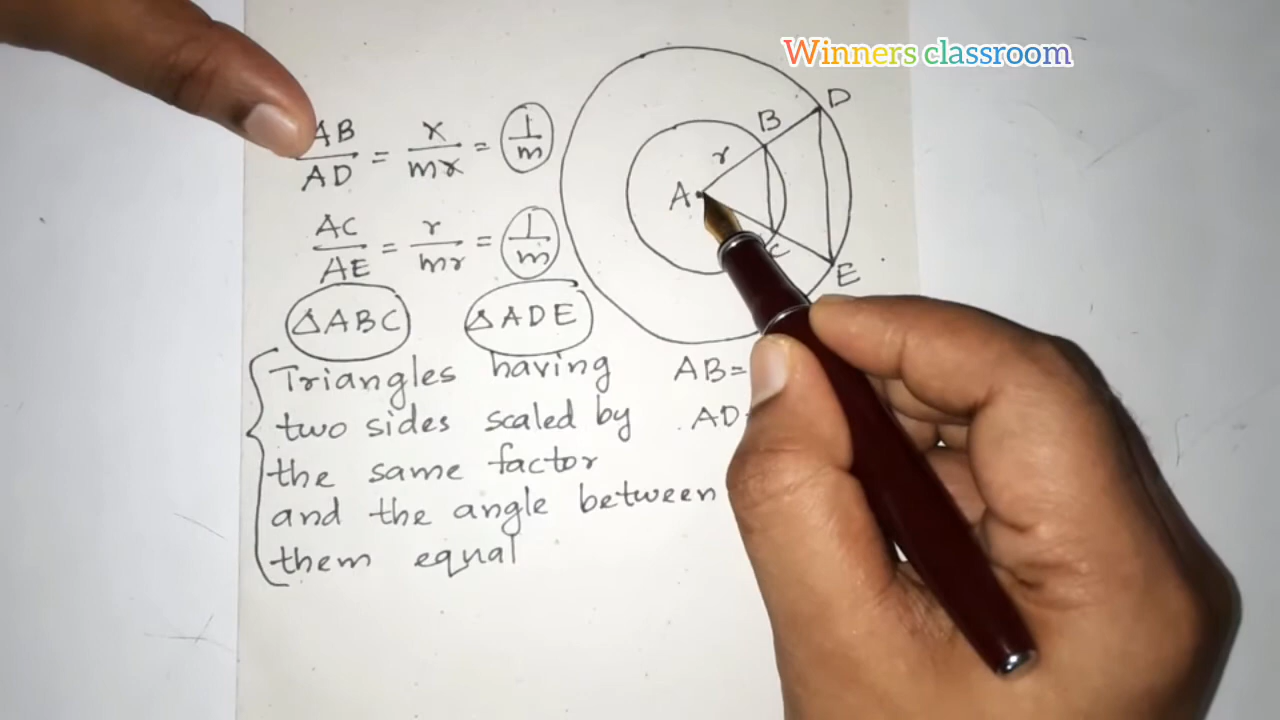 Winners classroom
AB/AD = r/mr = 1/m
AC/AE = r/mr = 1/m
△ABC △ADE
Triangles having
two sides scaled by
the same factor
and the angle between
them equal
D
B
r
A
C
E
AB=
AD